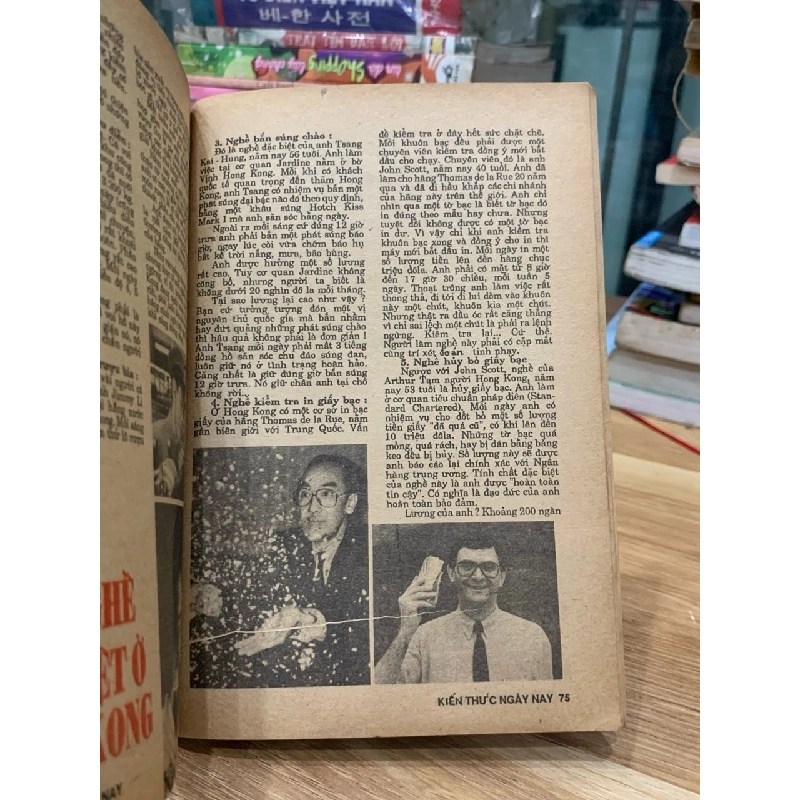 베-한 사전
TRÁI TIM
Shopping
3. Nghề bắn súng chào :
Đó là nghề đặc biệt của anh Tsang
Kai - Hung, năm nay 56 tuổi. Anh làm
việc tại cơ quan Jardine nằm ở bờ
Vịnh Hong Kong. Mỗi khi có khách
quốc tế quan trọng đến thăm Hong
Kong, anh Tsang có nhiệm vụ bắn một
phát súng đại bác nào đó theo quy định,
bằng một khẩu súng Hotch Kiss
Mark I mà anh săn sóc hằng ngày.
Ngoài ra mỗi sáng cứ đúng 12 giờ
trưa anh phải bắn một phát súng báo
giờ, ngay lúc còi vừa chớm báo hụ
bất kể trời nắng, mưa, bão bùng.
Anh được hưởng một số lương
rất cao. Tuy cơ quan Jardine không
công bố, nhưng người ta biết là
không dưới 20 nghìn đô la mỗi tháng.
Tại sao lương lại cao như vậy ?
Bạn cứ tưởng tượng đón một vị
nguyên thủ quốc gia mà bắn nhầm
hay đứt quãng những phát súng chào
thì hậu quả không phải là đơn giản !
Anh Tsang mỗi ngày phải mất 3 tiếng
đồng hồ săn sóc chu đáo súng đạn,
luôn giữ nó ở tình trạng hoàn hảo.
Căng nhất là giữ đúng giờ bắn súng
12 giờ trưa. Nó giữ chân anh tại chỗ
không rời...
4. Nghề kiểm tra in giấy bạc :
Ở Hong Kong có một cơ sở in bạc
giấy của hãng Thomas de la Rue, nằm
gần biên giới với Trung Quốc. Vấn
đề kiểm tra ở đây hết sức chặt chẽ.
Mỗi khuôn bạc đều phải được một
chuyên viên kiểm tra đồng ý mới bắt
đầu cho chạy. Chuyên viên, đó là anh
John Scott, năm nay 40 tuổi. Anh đã
làm cho hãng Thomas de la Rue 20 năm
qua và đã đi hầu khắp các chi nhánh
của hãng này trên thế giới. Anh chỉ
nhìn qua một tờ bạc là biết tờ bạc đó
in đúng theo mẫu hay chưa. Nhưng
tuyệt đối không được có một tờ bạc
in dư. Vì vậy chỉ khi anh kiểm tra
khuôn bạc xong và đồng ý cho in thì
máy mới bắt đầu in. Mỗi ngày in một
số lượng tiền lên đến hàng chục
triệu đôla. Anh phải có mặt từ 8 giờ
đến 17 giờ 30 chiều, mỗi tuần 5
ngày. Thoạt trông anh làm việc rất
thong thả, đi tới đi lui dòm vào khuôn
này một chút, khuôn kia một chút.
Nhưng thật ra đầu óc rất căng thẳng
vì chỉ sai lệch một chút là phải ra lệnh
ngừng. Kiểm tra lại... Cứ thế.
Người làm nghề này phải có cặp mắt
cùng trí xét đoán tinh nhạy.
5. Nghề hủy bỏ giấy bạc
Ngược với John Scott, nghề của
Arthur Tam người Hong Kong, năm
nay 53 tuổi là hủy giấy bạc. Anh làm
ở cơ quan tiêu chuẩn pháp điển (Stan-
dard Chartered). Mỗi ngày anh có
nhiệm vụ cho đốt bỏ một số lượng
tiền giấy "đã quá cũ", có khi lên đến
10 triệu đôla. Những tờ bạc quá
mỏng, quá rách, hay bị dán bằng băng
keo đều bị hủy. Số lượng này sẽ được
anh báo cáo lại chính xác với Ngân
hàng trung ương. Tính chất đặc biệt
của nghề này là anh được "hoàn toàn
tin cậy". Có nghĩa là đạo đức của anh
hoàn toàn bảo đảm.
Lương của anh ? Khoảng 200 ngàn
KIẾN THỨC NGÀY NAY 75
KONG
NAY